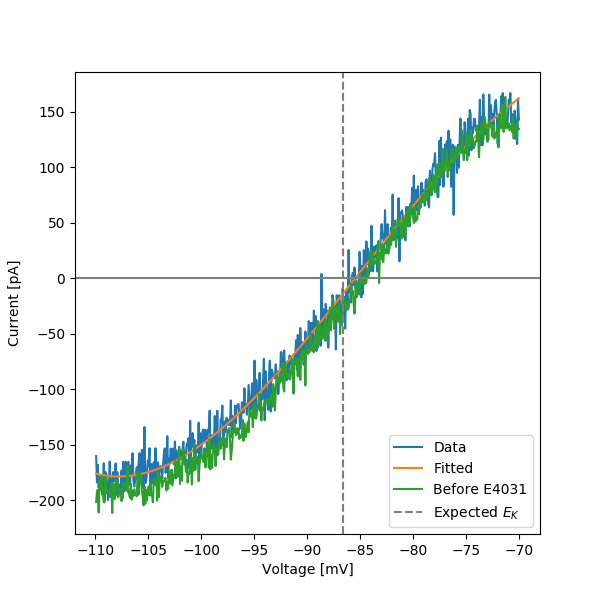 150
100
50
0
−50
−100
−150
−200
Current [pA]
Data
Fitted
Before E4031
Expected E_K
−110 −105 −100 −95 −90 −85 −80 −75 −70
Voltage [mV]